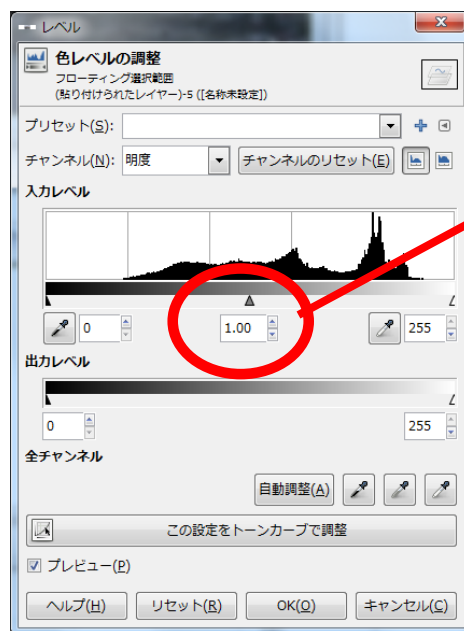 レベル
色レベルの調整
フローティング選択範囲
(貼り付けられたレイヤー)-5 ([名称未設定])
プリセット(S):
チャンネル(N): 明度 チャンネルのリセット(E)
入力レベル
0 1.00 255
出力レベル
0 255
全チャンネル
自動調整(A)
この設定をトーンカーブで調整
プレビュー(P)
ヘルプ(H) リセット(R) OK(O) キャンセル(C)